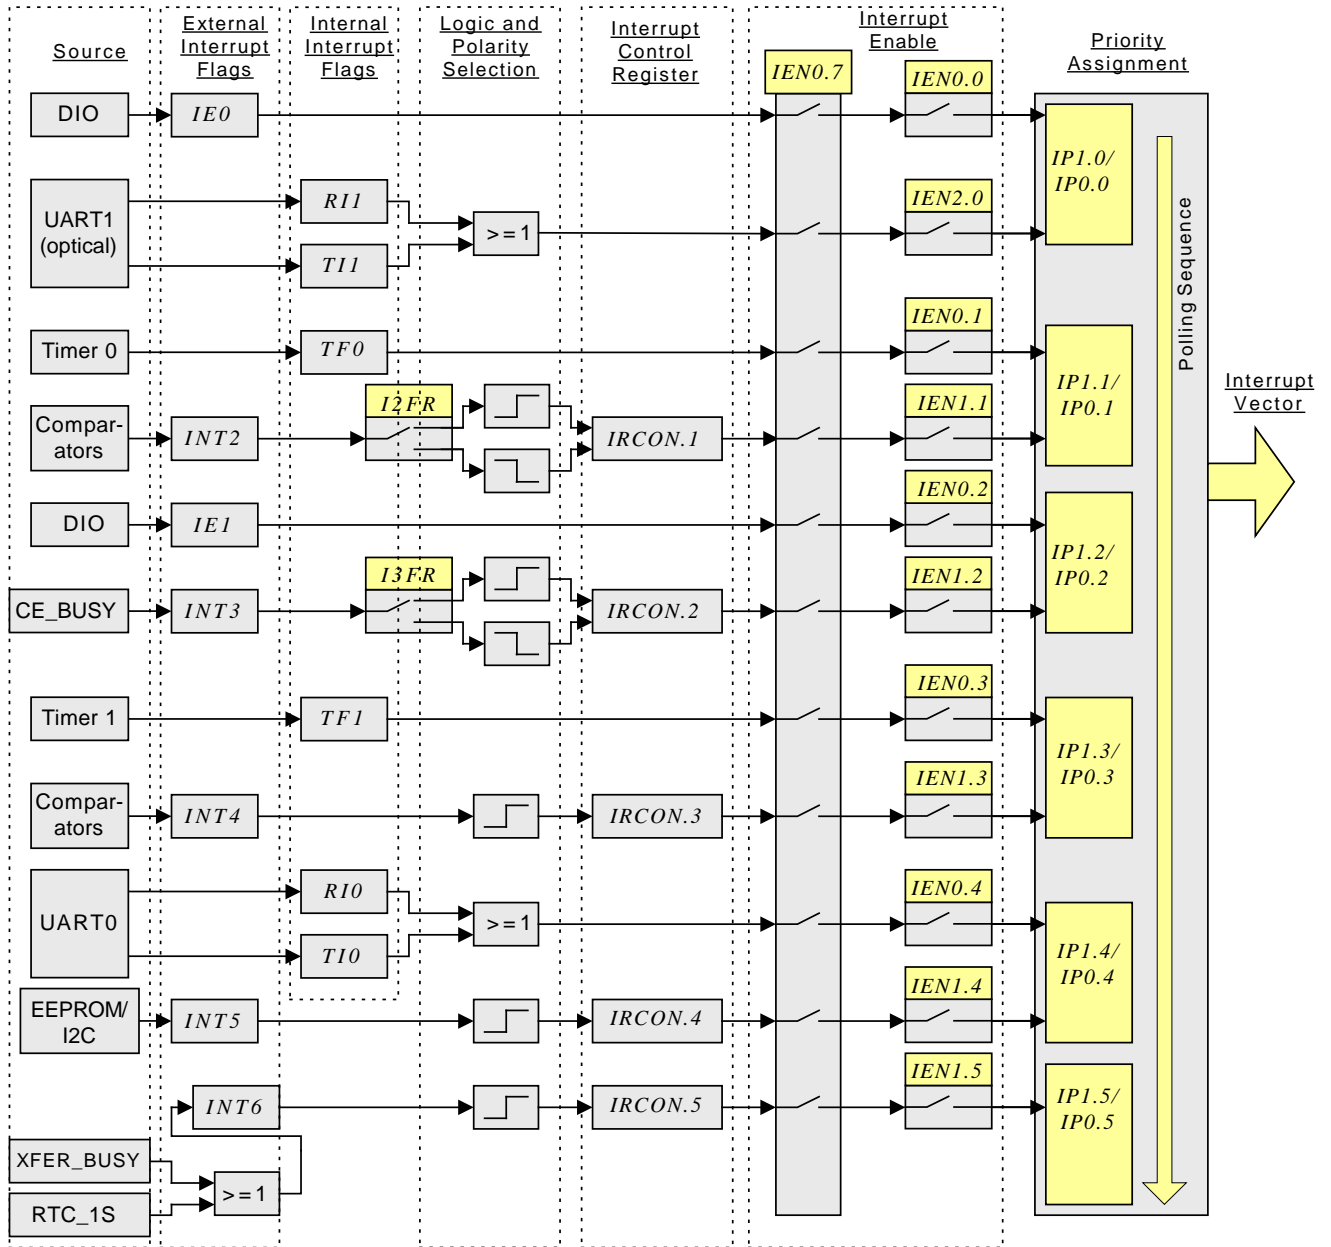 Source
External
Interrupt
Flags
Internal
Interrupt
Flags
Logic and
Polarity
Selection
Interrupt
Control
Register
Interrupt
Enable
Priority
Assignment
IEN0.7
DIO
IE0
IEN0.0
IP1.0/
IP0.0
UART1
(optical)
RI1
TI1
>=1
IEN2.0
Polling Sequence
Timer 0
TF0
IEN0.1
IP1.1/
IP0.1
Compar-
ators
INT2
I2FR
IRCON.1
IEN1.1
Interrupt
Vector
DIO
IE1
IEN0.2
IP1.2/
IP0.2
CE_BUSY
INT3
I3FR
IRCON.2
IEN1.2
Timer 1
TF1
IEN0.3
IP1.3/
IP0.3
Compar-
ators
INT4
IRCON.3
IEN1.3
UART0
RI0
TI0
>=1
IEN0.4
IP1.4/
IP0.4
EEPROM/
I2C
INT5
IRCON.4
IEN1.4
INT6
IRCON.5
IEN1.5
IP1.5/
IP0.5
XFER_BUSY
RTC_1S
>=1